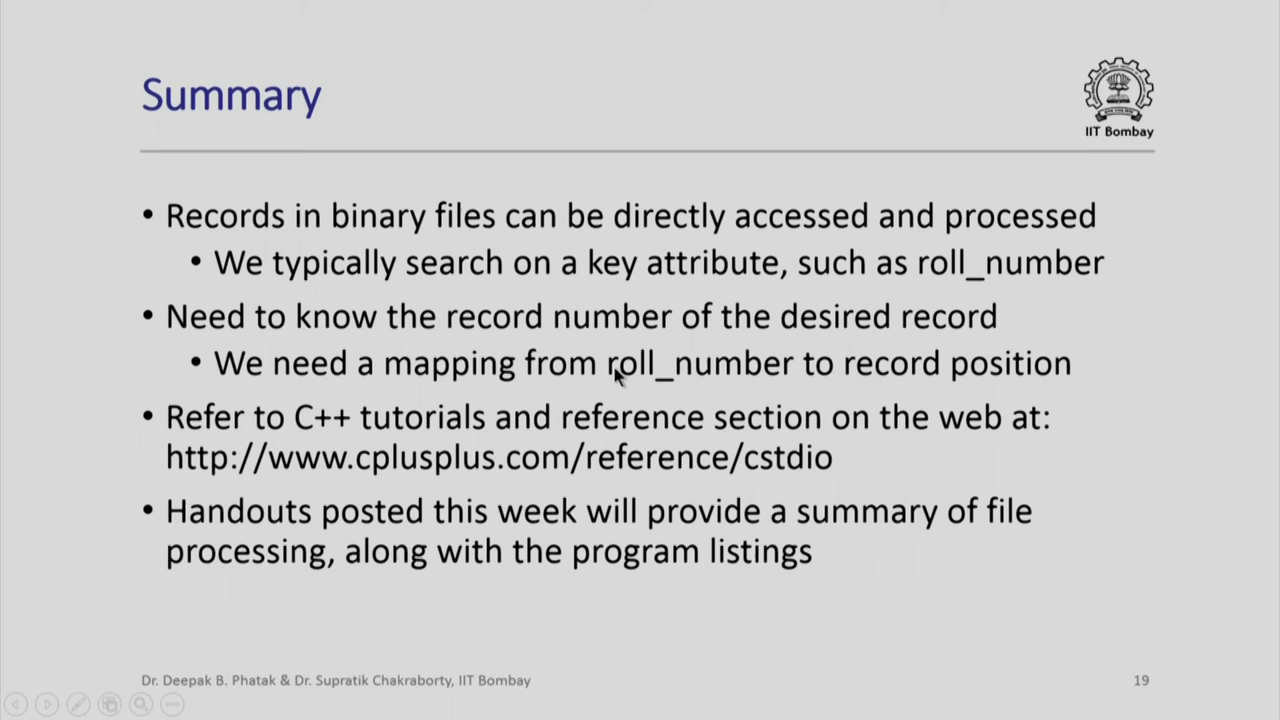 Summary
IIT Bombay
• Records in binary files can be directly accessed and processed
• We typically search on a key attribute, such as roll_number
• Need to know the record number of the desired record
• We need a mapping from roll_number to record position
• Refer to C++ tutorials and reference section on the web at:
http://www.cplusplus.com/reference/cstdio
• Handouts posted this week will provide a summary of file
processing, along with the program listings
Dr. Deepak B. Phatak & Dr. Supratik Chakraborty, IIT Bombay
19